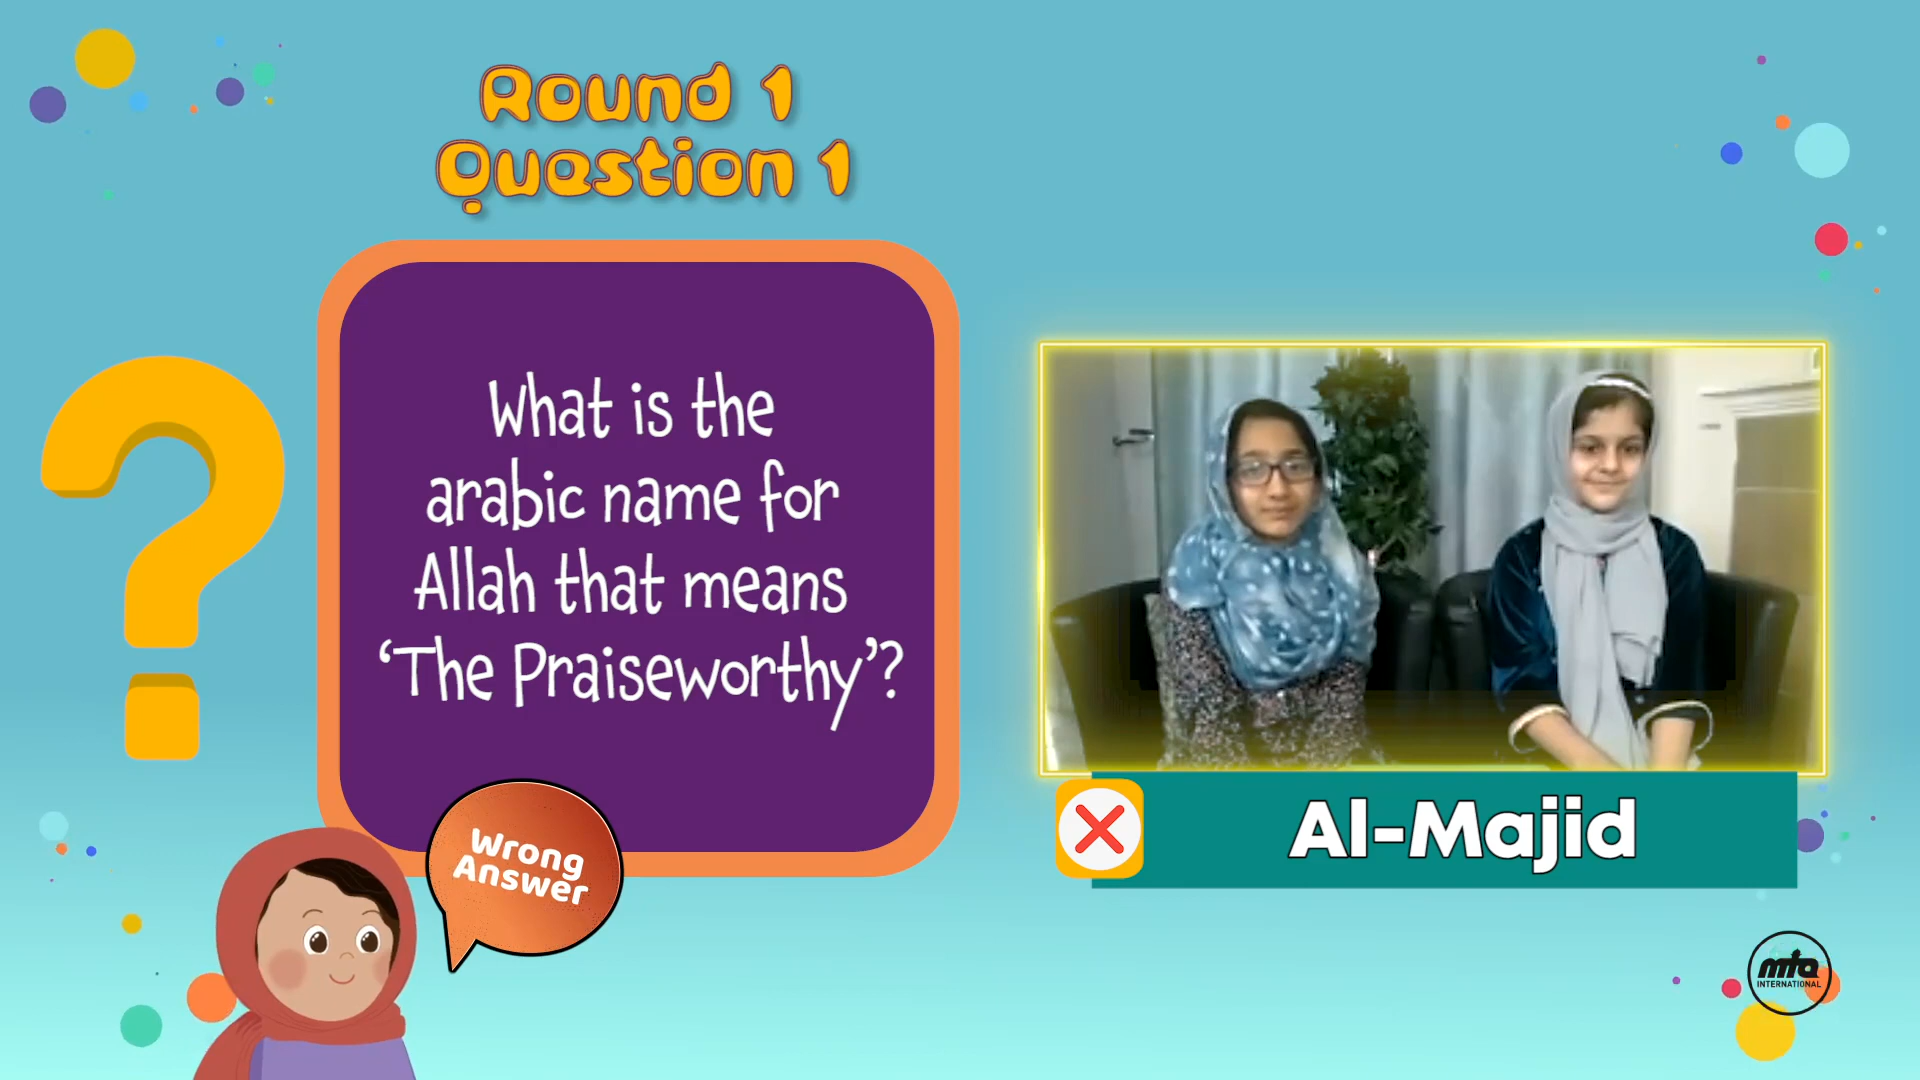 Round 1
Question 1
What is the
arabic name for
Allah that means
‘The Praiseworthy’?
Wrong
Answer
Al-Majid
mta
INTERNATIONAL